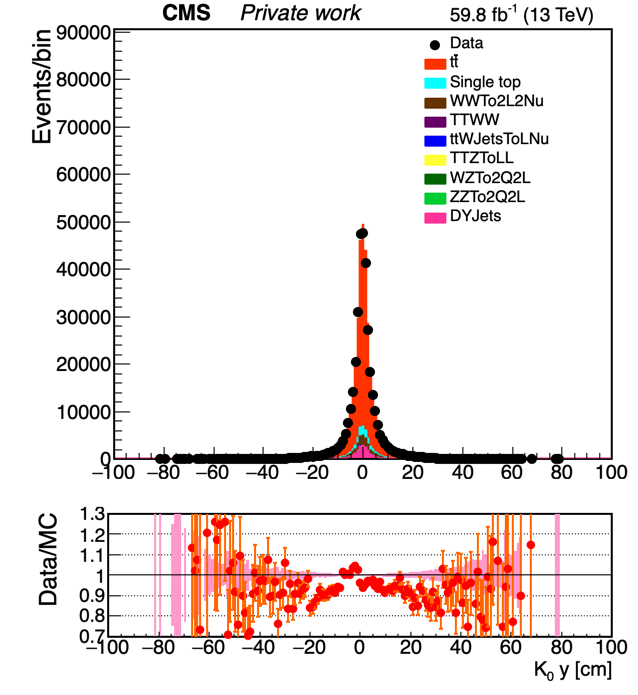 CMS Private work 59.8 fb⁻¹ (13 TeV)
Events/bin
90000
80000
70000
60000
50000
40000
30000
20000
10000
0
Data
tt̄
Single top
WWTo2L2Nu
TTWW
ttWJetsToLNu
TTZToLL
WZTo2Q2L
ZZTo2Q2L
DYJets
−100 −80 −60 −40 −20 0 20 40 60 80 100
Data/MC
1.3
1.2
1.1
1
0.9
0.8
0.7
−100 −80 −60 −40 −20 0 20 40 60 80 100
K₀ y [cm]